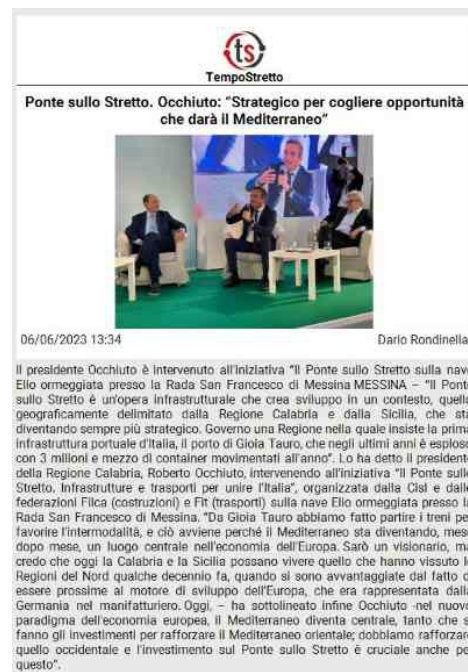 ts
TempoStretto
Ponte sullo Stretto. Occhiuto: “Strategico per cogliere opportunità
che darà il Mediterraneo”
06/06/2023 13:34
Dario Rondinella
Il presidente Occhiuto è intervenuto all'iniziativa “Il Ponte sullo Stretto sulla nave
Elio ormeggiata presso la Rada San Francesco di Messina MESSINA – “Il Ponte
sullo Stretto è un'opera infrastrutturale che crea sviluppo in un contesto, quello
geograficamente delimitato dalla Regione Calabria e dalla Sicilia, che sta
diventando sempre più strategico. Governo una Regione nella quale insiste la prima
infrastruttura portuale d'Italia, il porto di Gioia Tauro, che negli ultimi anni è esploso
con 3 milioni e mezzo di container movimentati all'anno”. Lo ha detto il presidente
della Regione Calabria, Roberto Occhiuto, intervenendo all'iniziativa “Il Ponte sullo
Stretto. Infrastrutture e trasporti per unire l'Italia”, organizzata dalla Cisl e dalle
federazioni Filca (costruzioni) e Fit (trasporti) sulla nave Elio ormeggiata presso la
Rada San Francesco di Messina. “Da Gioia Tauro abbiamo fatto partire i treni per
favorire l'intermodalità, e ciò avviene perché il Mediterraneo sta diventando, mese
dopo mese, un luogo centrale nell'economia dell'Europa. Sarò un visionario, ma
credo che oggi la Calabria e la Sicilia possano vivere quello che hanno vissuto le
Regioni del Nord qualche decennio fa, quando si sono avvantaggiate dal fatto di
essere prossime al motore di sviluppo dell'Europa, che era rappresentata dalla
Germania nel manifatturiero. Oggi, – ha sottolineato infine Occhiuto -nel nuovo
paradigma dell'economia europea, il Mediterraneo diventa centrale, tanto che si
fanno gli investimenti per rafforzare il Mediterraneo orientale; dobbiamo rafforzare
quello occidentale e l'investimento sul Ponte sullo Stretto è cruciale anche per
questo”.